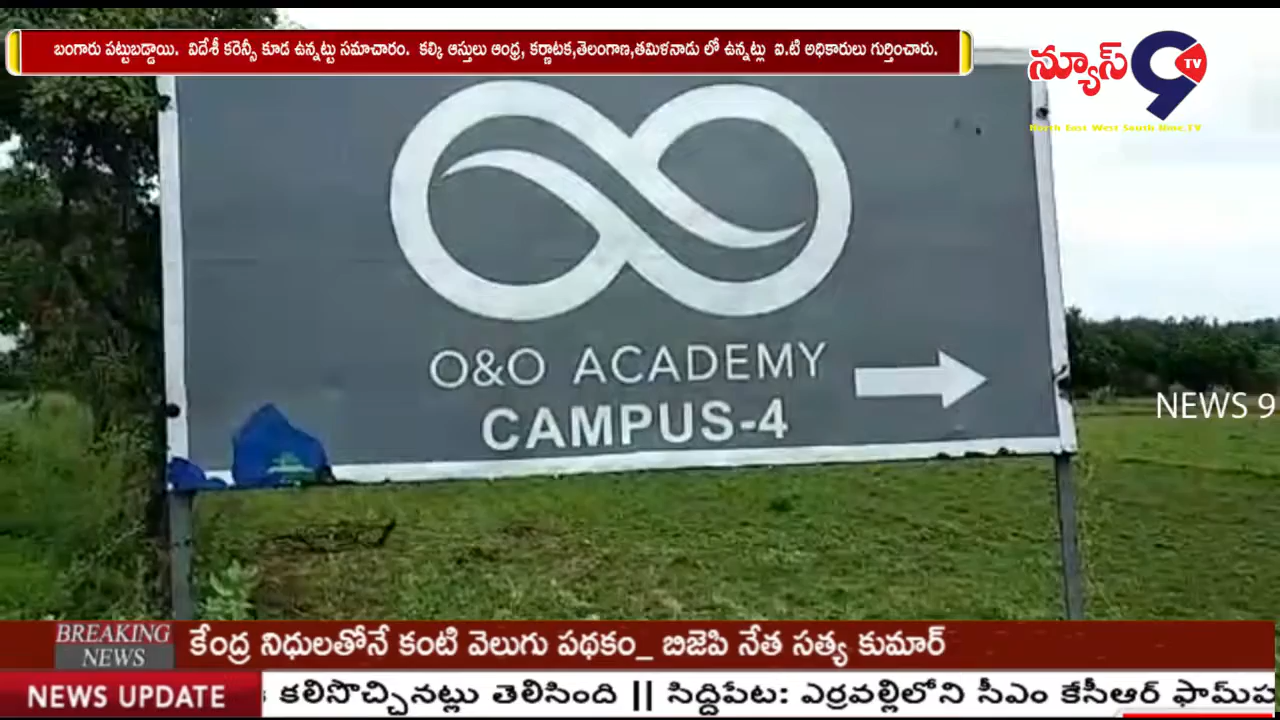 బంగారు పట్టుబడ్డాయి. విదేశీ కరెన్సీ కూడ ఉన్నట్టు సమాచారం. కల్కి ఆస్తులు ఆంధ్ర, కర్ణాటక,తెలంగాణ,తమిళనాడు లో ఉన్నట్లు ఐ.టి అధికారులు గుర్తించారు.
న్యూస్ 9 TV
North East West South Nmc.TV
O&O ACADEMY
CAMPUS-4
NEWS 9
BREAKING NEWS
కేంద్ర నిధులతోనే కంటి వెలుగు పథకం_ బిజెపి నేత సత్య కుమార్
NEWS UPDATE
కలిసొచ్చినట్లు తెలిసింది || సిద్దిపేట: ఎర్రవల్లిలోని సీఎం కేసీఆర్